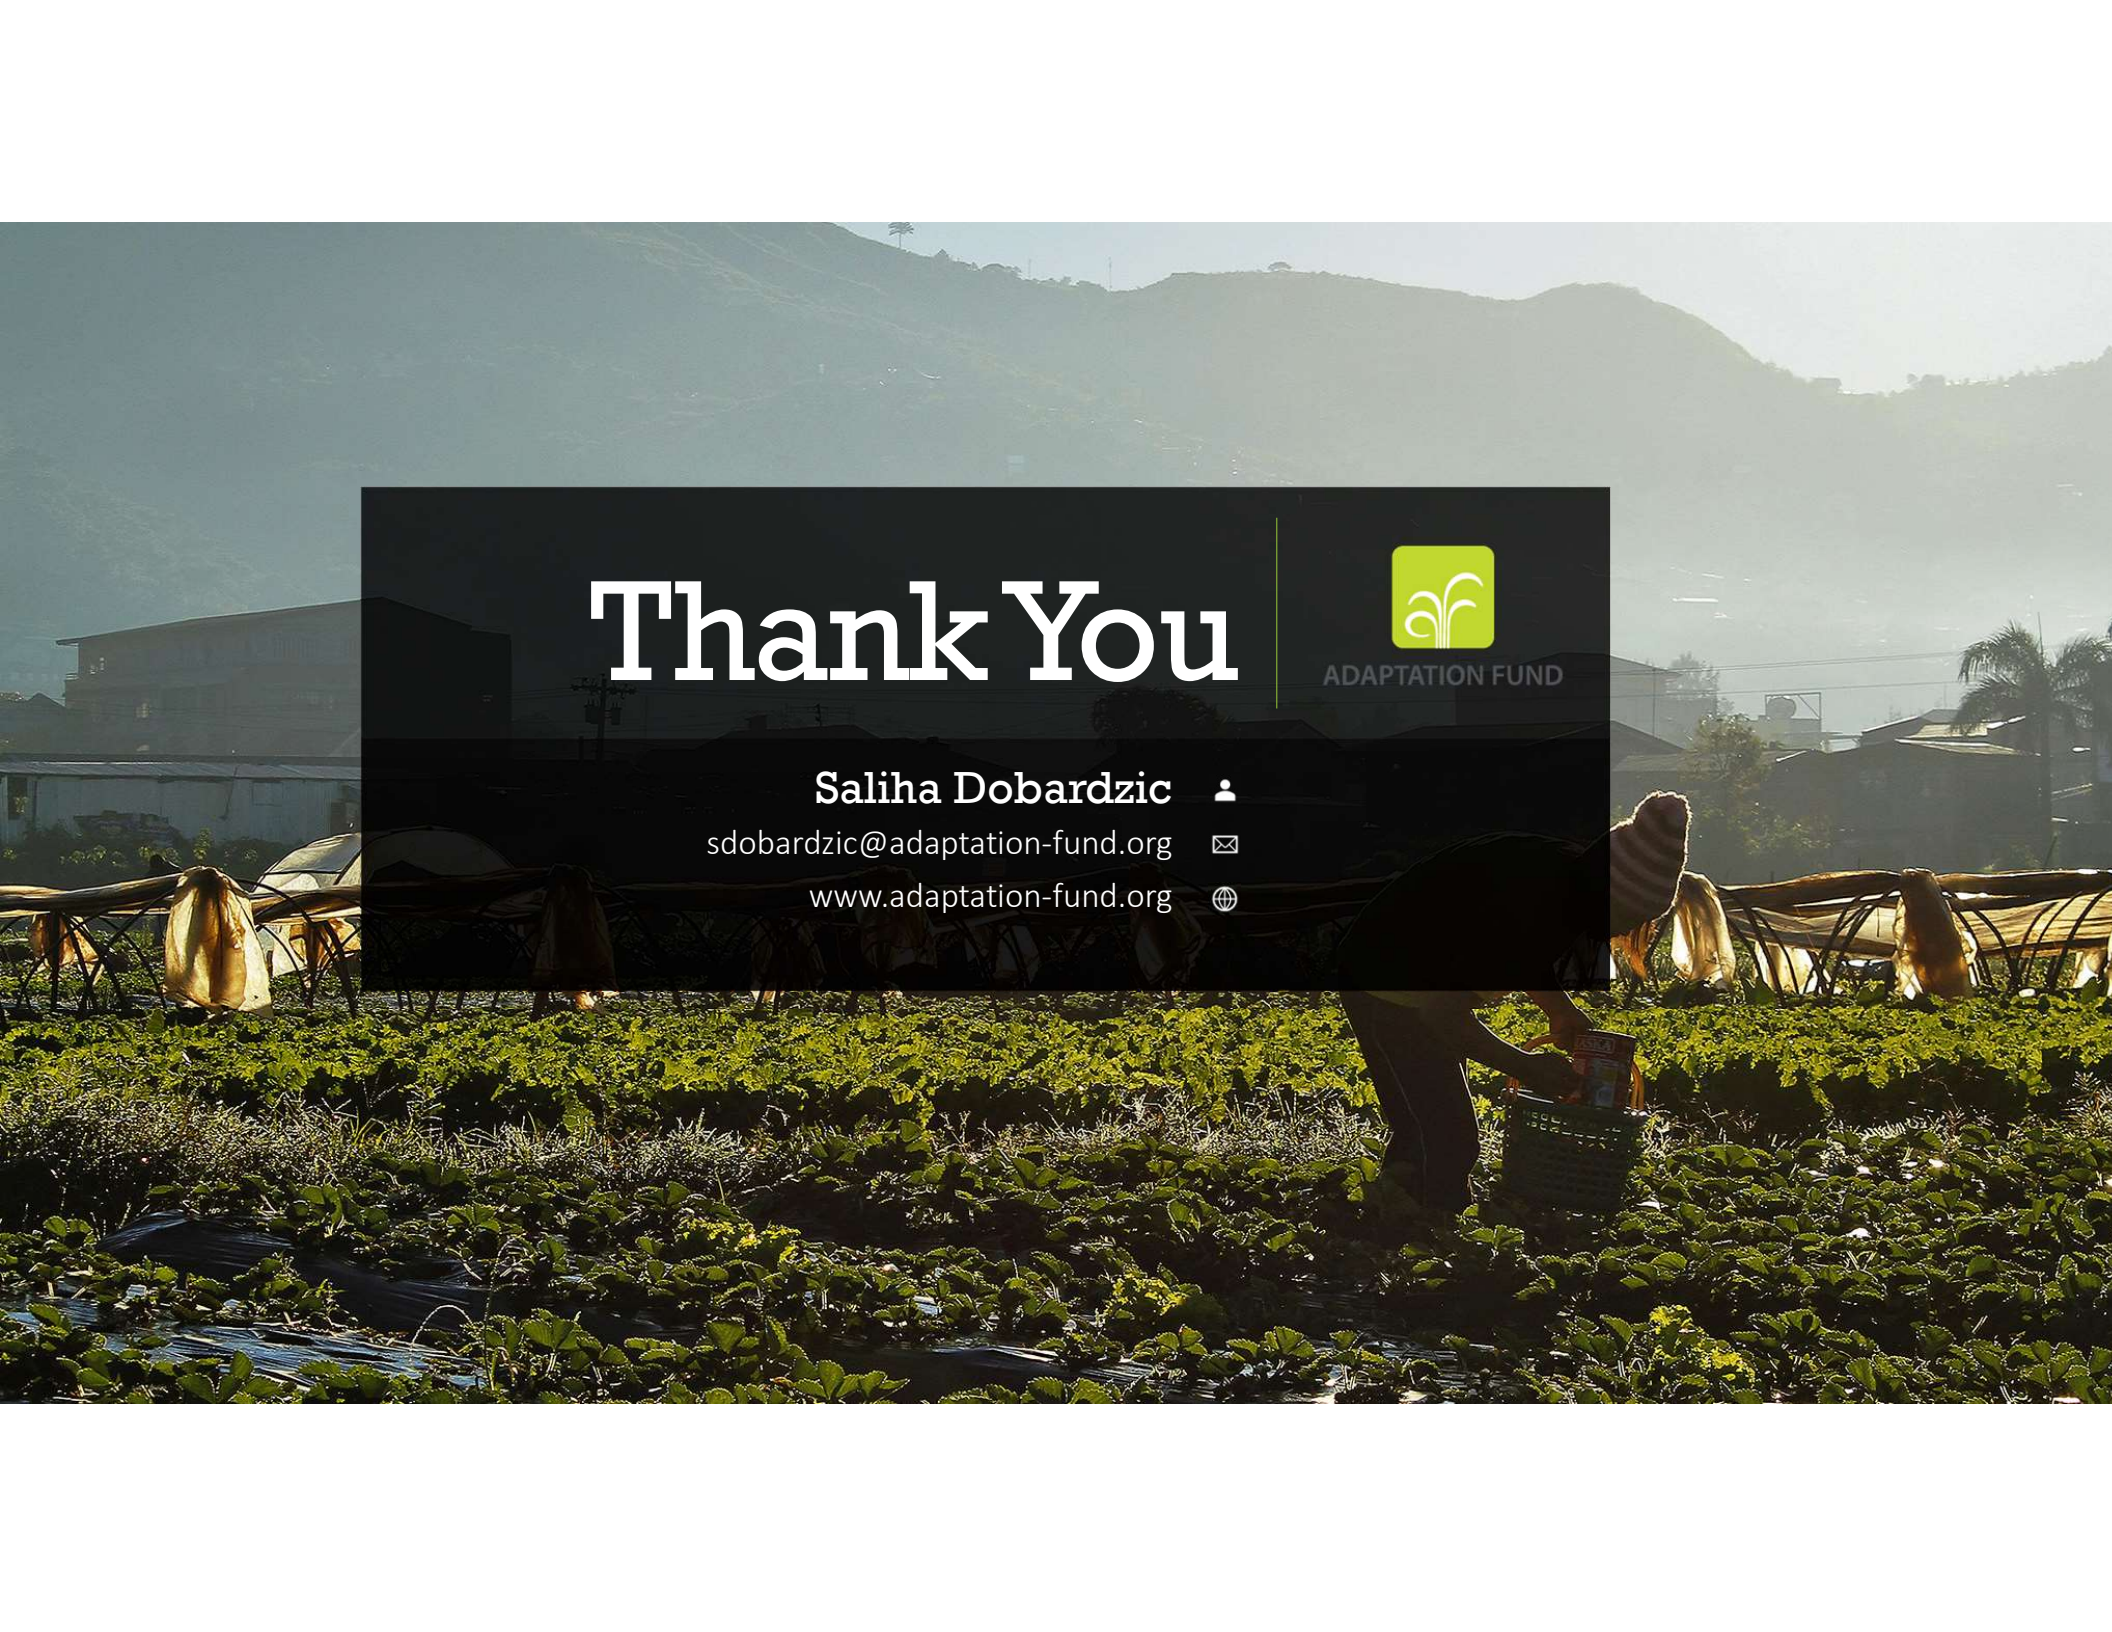 Thank You
ADAPTATION FUND
Saliha Dobardzic
sdobardzic@adaptation-fund.org
www.adaptation-fund.org